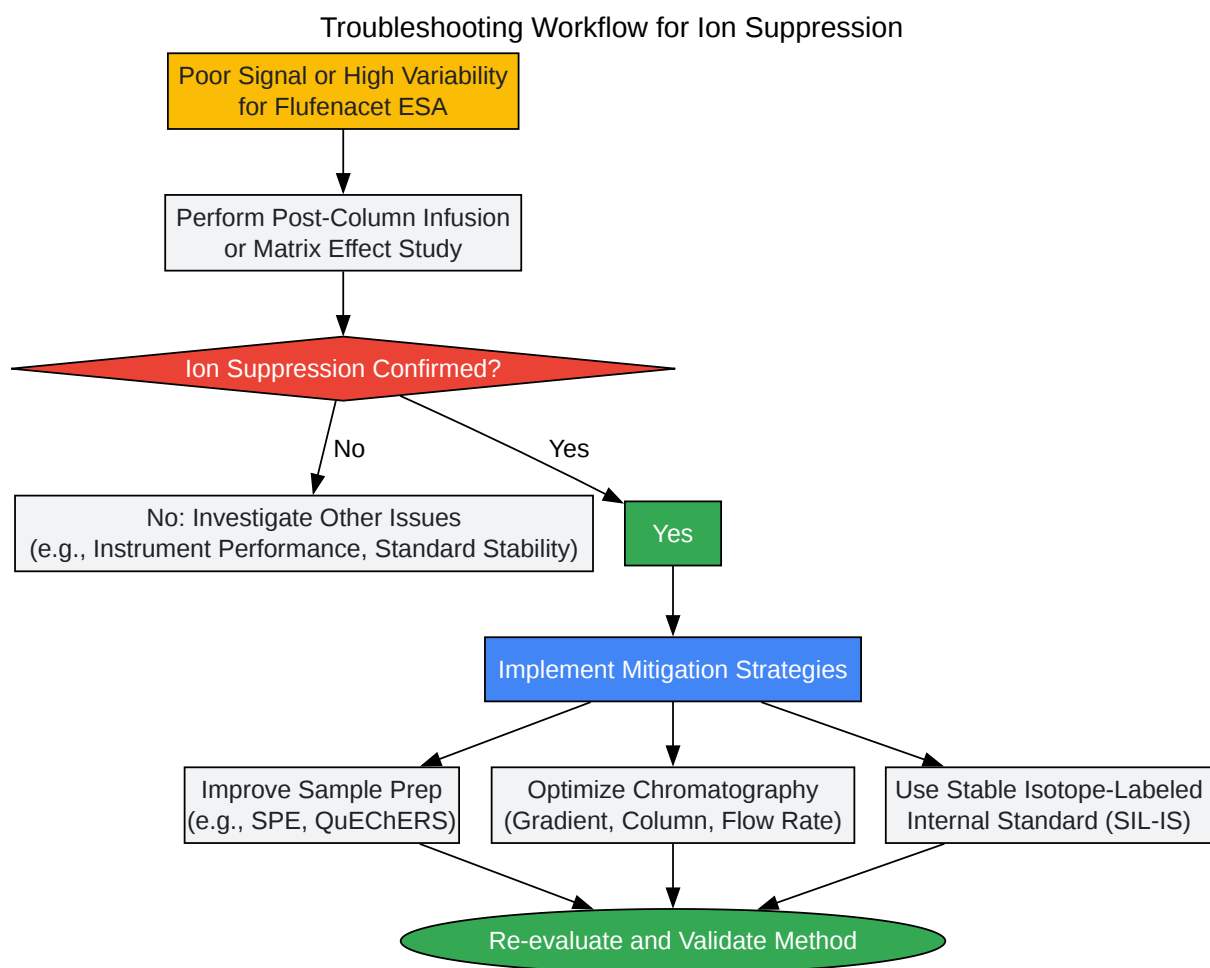 Troubleshooting Workflow for Ion Suppression
Poor Signal or High Variability
for Flufenacet ESA
Perform Post-Column Infusion
or Matrix Effect Study
Ion Suppression Confirmed?
No
Yes
No: Investigate Other Issues
(e.g., Instrument Performance, Standard Stability)
Yes
Implement Mitigation Strategies
Improve Sample Prep
(e.g., SPE, QuEChERS)
Optimize Chromatography
(Gradient, Column, Flow Rate)
Use Stable Isotope-Labeled
Internal Standard (SIL-IS)
Re-evaluate and Validate Method